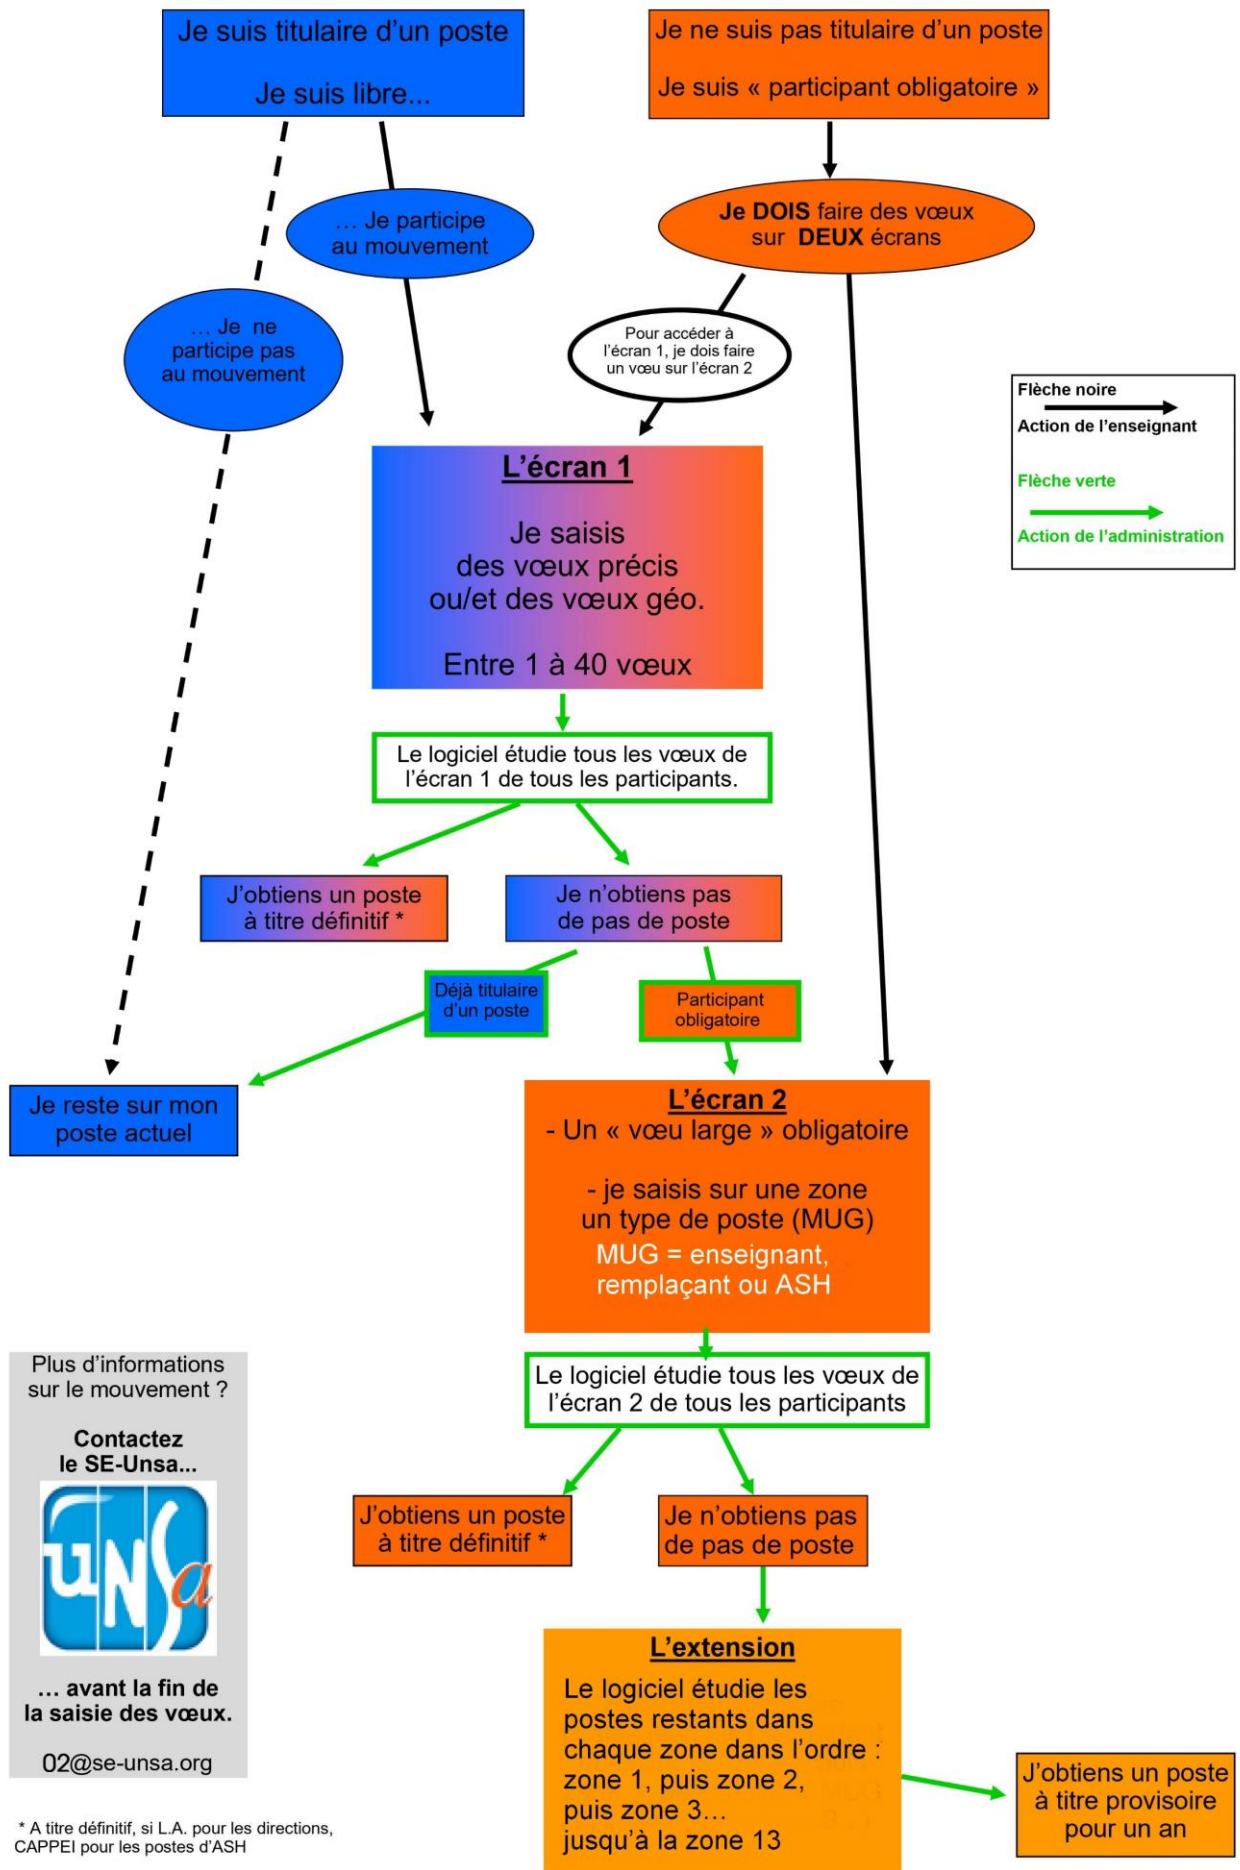 Je suis titulaire d’un poste
Je suis libre...
Je ne suis pas titulaire d’un poste
Je suis « participant obligatoire »
… Je participe
au mouvement
Je DOIS faire des vœux
sur DEUX écrans
… Je ne
participe pas
au mouvement
Pour accéder à
l’écran 1, je dois faire
un vœu sur l’écran 2
Flèche noire
Action de l’enseignant
Flèche verte
Action de l’administration
L’écran 1
Je saisis
des vœux précis
ou/et des vœux géo.
Entre 1 à 40 vœux
Le logiciel étudie tous les vœux de
l’écran 1 de tous les participants.
J’obtiens un poste
à titre définitif *
Je n’obtiens pas
de pas de poste
Déjà titulaire
d’un poste
Participant
obligatoire
Je reste sur mon
poste actuel
L’écran 2
- Un « vœu large » obligatoire
- je saisis sur une zone
un type de poste (MUG)
MUG = enseignant,
remplaçant ou ASH
Le logiciel étudie tous les vœux de
l’écran 2 de tous les participants
J’obtiens un poste
à titre définitif *
Je n’obtiens pas
de pas de poste
L’extension
Le logiciel étudie les
postes restants dans
chaque zone dans l’ordre :
zone 1, puis zone 2,
puis zone 3…
jusqu’à la zone 13
J’obtiens un poste
à titre provisoire
pour un an
Plus d’informations
sur le mouvement ?
Contactez
le SE-Unsa...
UNSa
… avant la fin de
la saisie des vœux.
02@se-unsa.org
* A titre définitif, si L.A. pour les directions,
CAPPEI pour les postes d’ASH